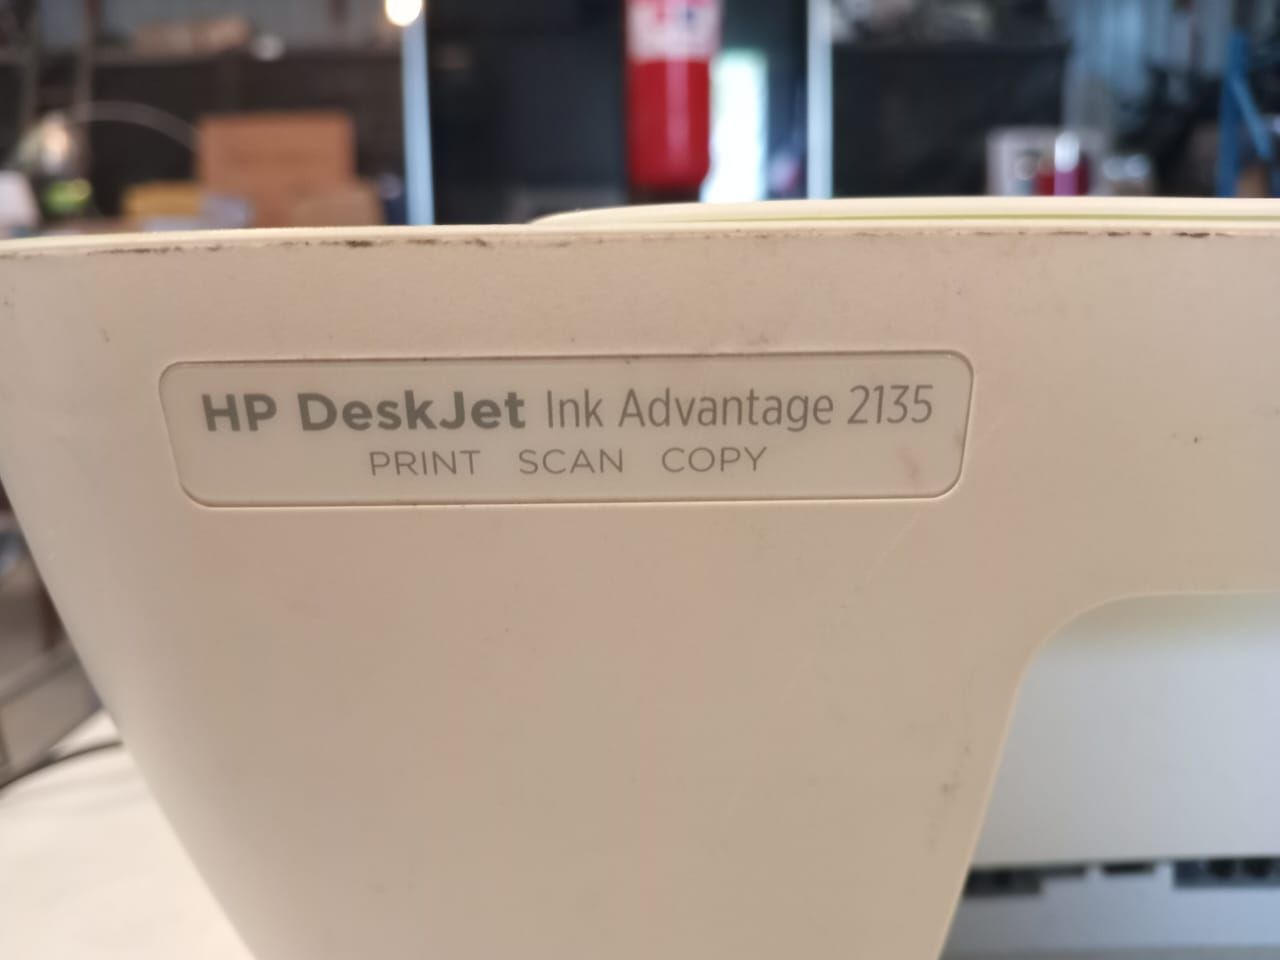 HP DeskJet Ink Advantage 2135
PRINT SCAN COPY